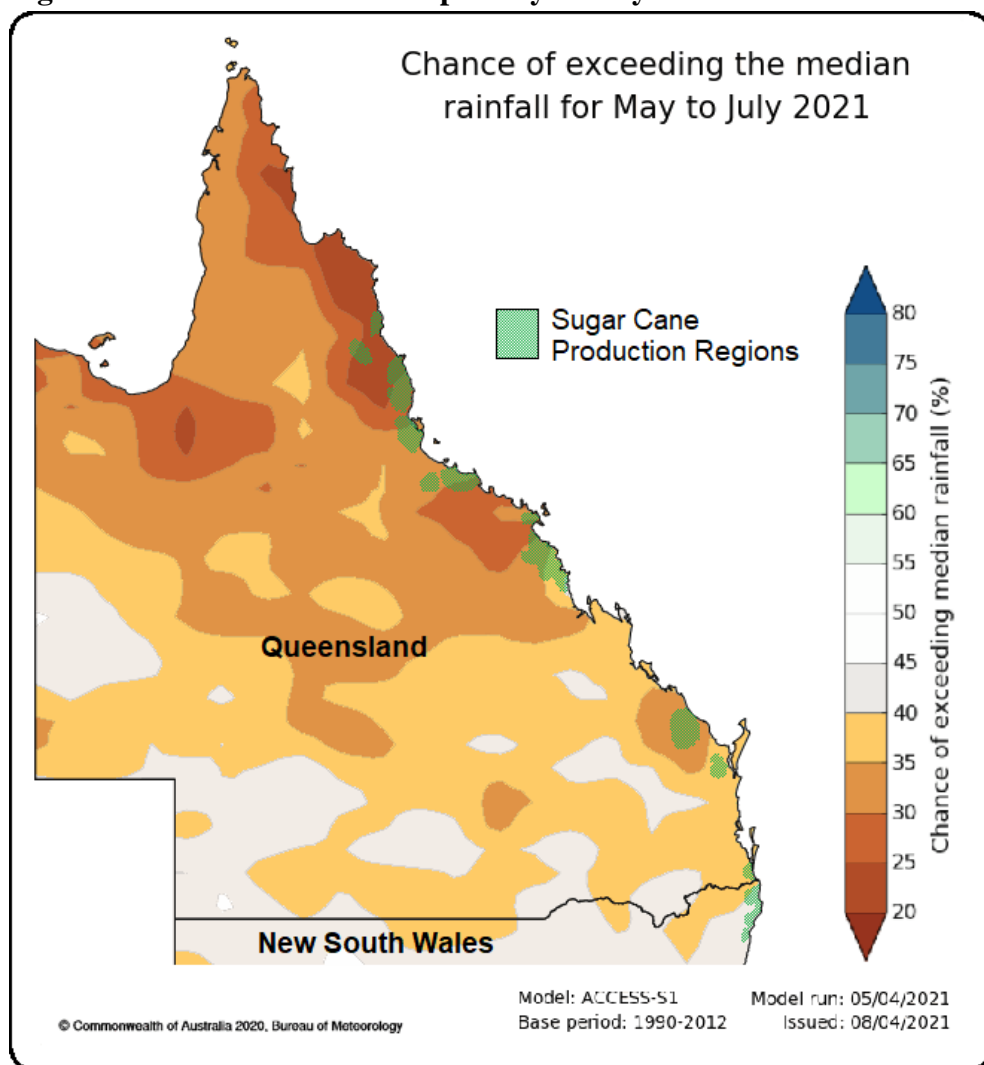 Chance of exceeding the median
rainfall for May to July 2021
Sugar Cane
Production Regions
80
75
70
65
60
55
50
45
40
35
30
25
20
Chance of exceeding median rainfall (%)
Queensland
New South Wales
Model: ACCESS-S1
Base period: 1990-2012
Model run: 05/04/2021
Issued: 08/04/2021
© Commonwealth of Australia 2020, Bureau of Meteorology